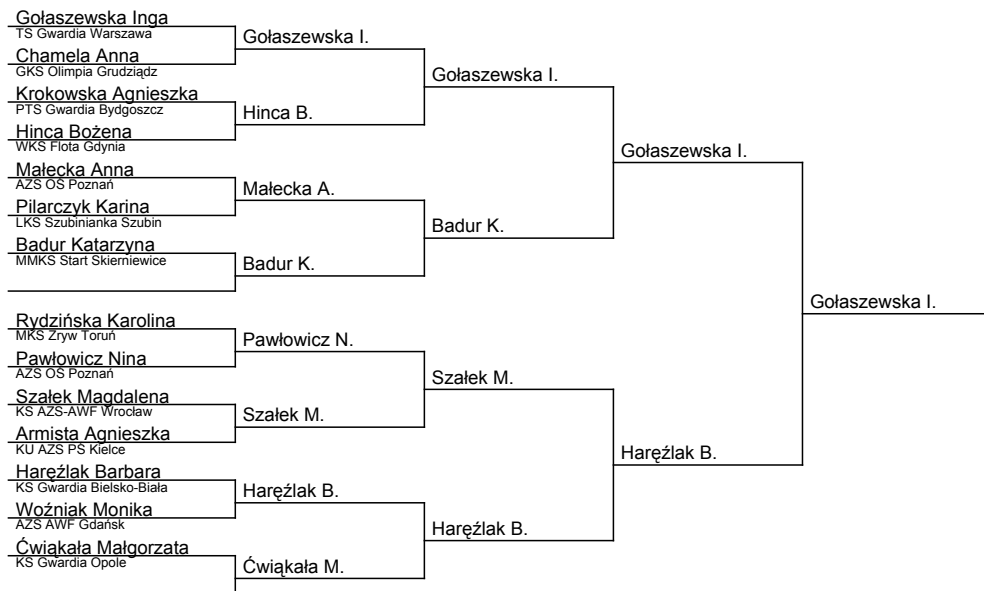 Gołaszewska Inga
TS Gwardia Warszawa
Chamela Anna
GKS Olimpia Grudziądz
Krokowska Agnieszka
PTS Gwardia Bydgoszcz
Hinca Bożena
WKS Flota Gdynia
Małecka Anna
AZS OŚ Poznań
Pilarczyk Karina
LKS Szubinianka Szubin
Badur Katarzyna
MMKS Start Skierniewice
Rydzińska Karolina
MKS Zryw Toruń
Pawłowicz Nina
AZS OŚ Poznań
Szałek Magdalena
KS AZS-AWF Wrocław
Armista Agnieszka
KU AZS PŚ Kielce
Haręźlak Barbara
KS Gwardia Bielsko-Biała
Woźniak Monika
AZS AWF Gdańsk
Ćwiąkała Małgorzata
KS Gwardia Opole
Gołaszewska I.
Hinca B.
Małecka A.
Badur K.
Pawłowicz N.
Szałek M.
Haręźlak B.
Ćwiąkała M.
Gołaszewska I.
Badur K.
Szałek M.
Haręźlak B.
Gołaszewska I.
Haręźlak B.
Gołaszewska I.